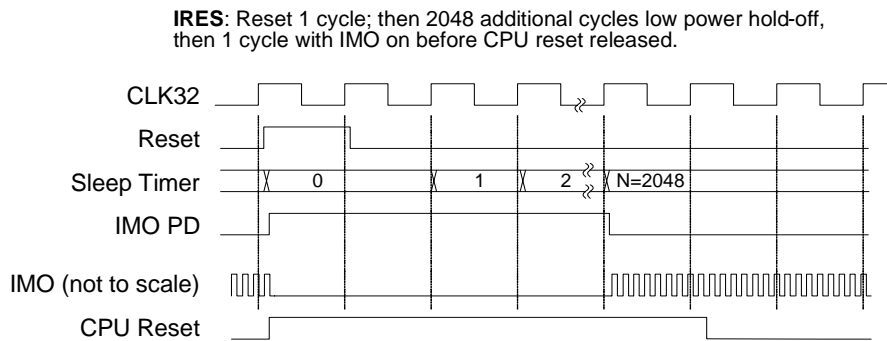 IRES: Reset 1 cycle; then 2048 additional cycles low power hold-off,
then 1 cycle with IMO on before CPU reset released.
CLK32
Reset
Sleep Timer 0 1 2 N=2048
IMO PD
IMO (not to scale)
CPU Reset